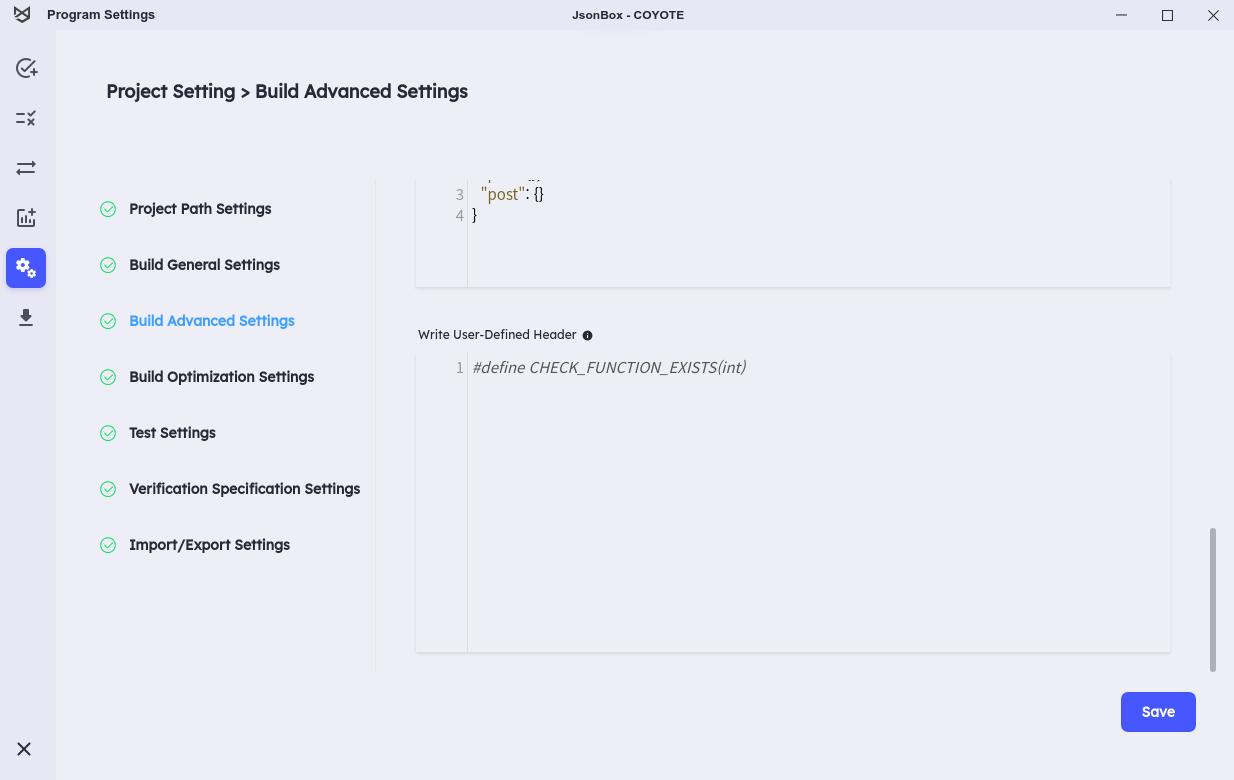 Program Settings
JsonBox - COYOTE
Project Setting > Build Advanced Settings
Project Path Settings
Build General Settings
Build Advanced Settings
Build Optimization Settings
Test Settings
Verification Specification Settings
Import/Export Settings
3 "post": {}
4 }
Write User-Defined Header
1 #define CHECK_FUNCTION_EXISTS(int)
Save